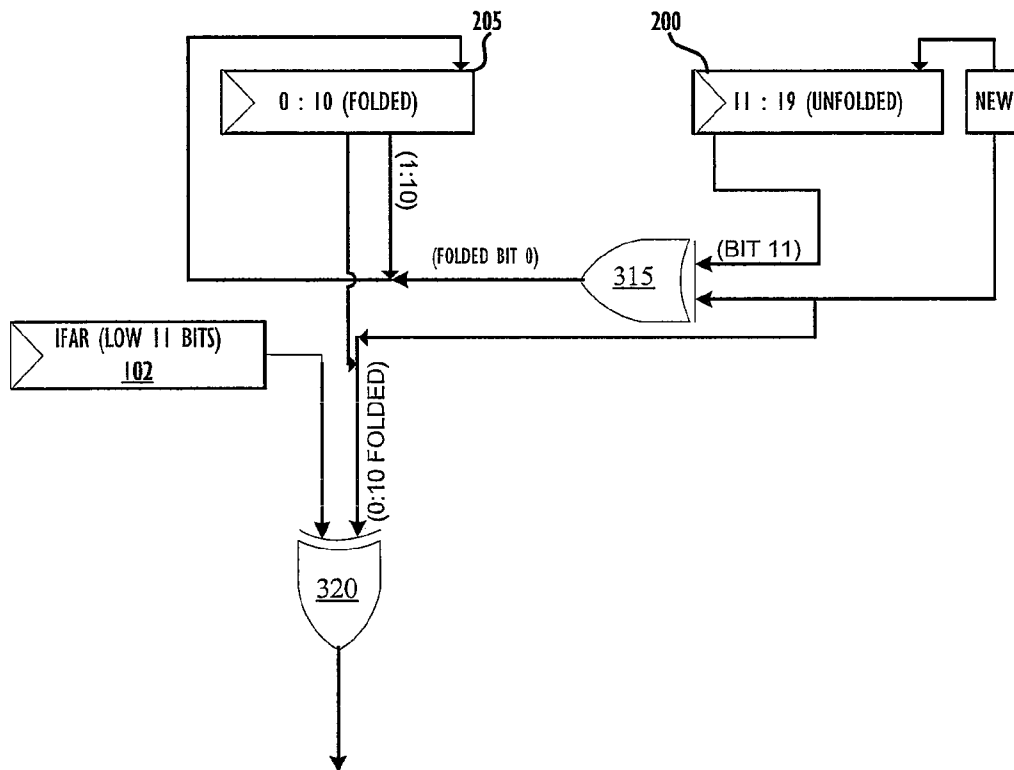 205
200
0 : 10 (FOLDED)
11 : 19 (UNFOLDED)
NEW
(1:10)
(FOLDED BIT 0)
315
(BIT 11)
IFAR (LOW 11 BITS)
102
(0:10 FOLDED)
320